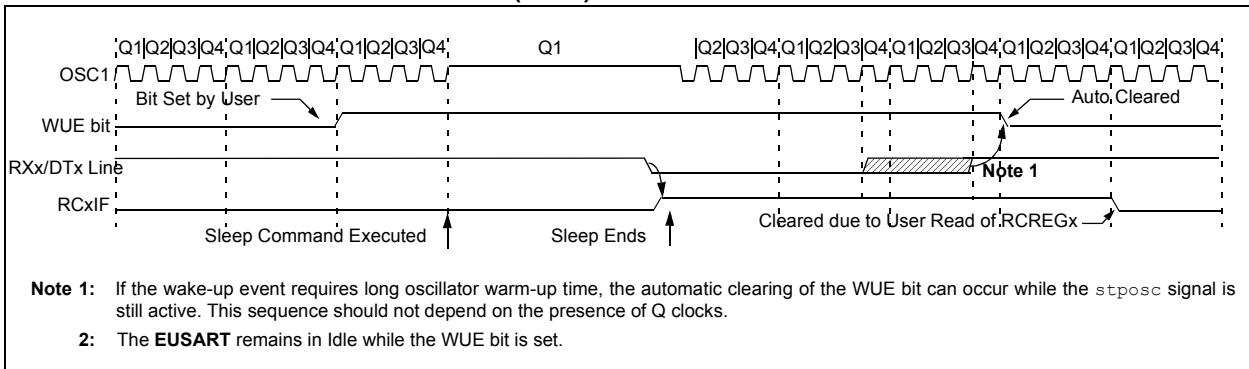 Q1|Q2|Q3|Q4 Q1|Q2|Q3|Q4 Q1|Q2|Q3|Q4 Q1 Q2|Q3|Q4 Q1|Q2|Q3|Q4 Q1|Q2|Q3|Q4 Q1|Q2|Q3|Q4 Q1|Q2|Q3|Q4
OSC1
Bit Set by User Auto Cleared
WUE bit
RXx/DTx Line
Note 1
RCxIF
Cleared due to User Read of RCREGx
Sleep Command Executed Sleep Ends
Note 1: If the wake-up event requires long oscillator warm-up time, the automatic clearing of the WUE bit can occur while the stposc signal is
still active. This sequence should not depend on the presence of Q clocks.
2: The EUSART remains in Idle while the WUE bit is set.